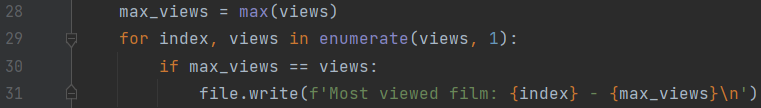 28 max_views = max(views)
29 for index, views in enumerate(views, 1):
30 if max_views == views:
31 file.write(f'Most viewed film: {index} - {max_views}\n')